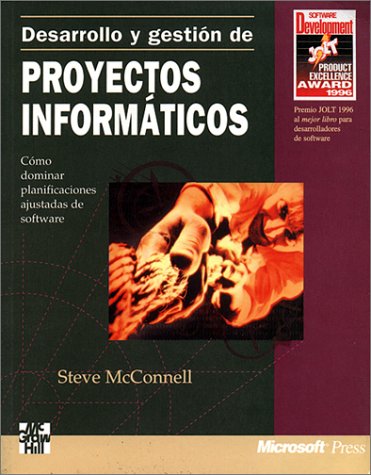 Desarrollo y gestión de
PROYECTOS
INFORMÁTICOS
Cómo
dominar
planificaciones
ajustadas de
software
SOFTWARE
Development
JOLT
PRODUCT
EXCELLENCE
AWARD
1996
Premio JOLT 1996
al mejor libro para
desarrolladores
de software
Steve McConnell
Mc
Graw
Hill
Microsoft Press